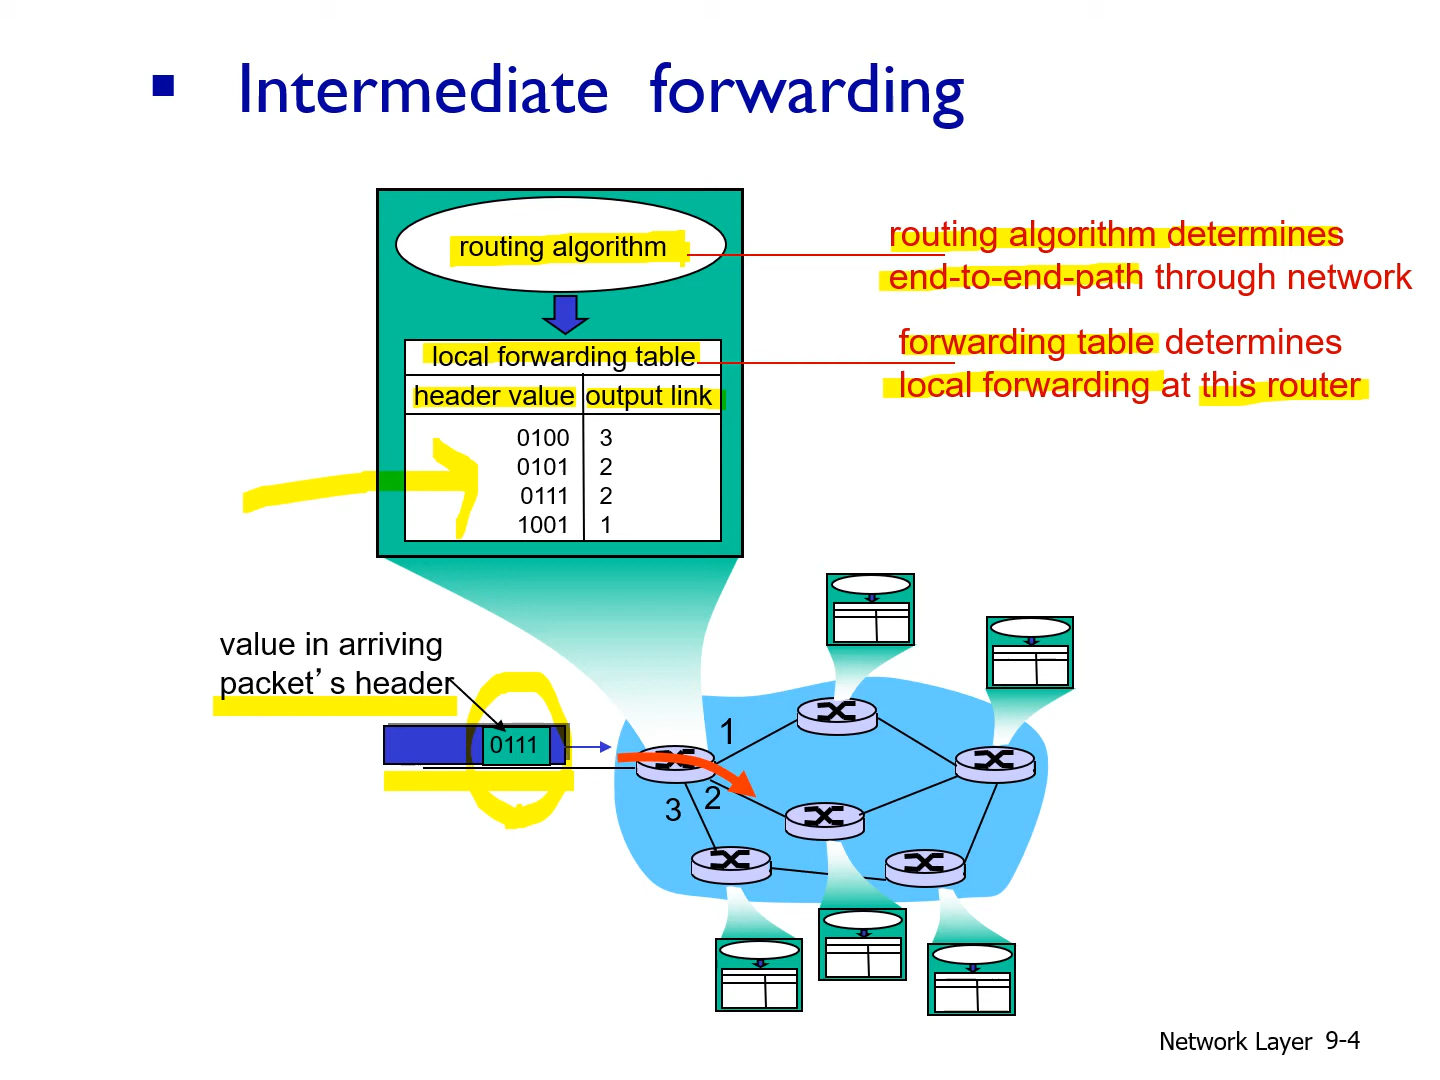 ▪ Intermediate forwarding
routing algorithm
routing algorithm determines
end-to-end-path through network
local forwarding table
forwarding table determines
local forwarding at this router
header value output link
0100 3
0101 2
0111 2
1001 1
value in arriving
packet’s header
0111
1
2
3
Network Layer 9-4